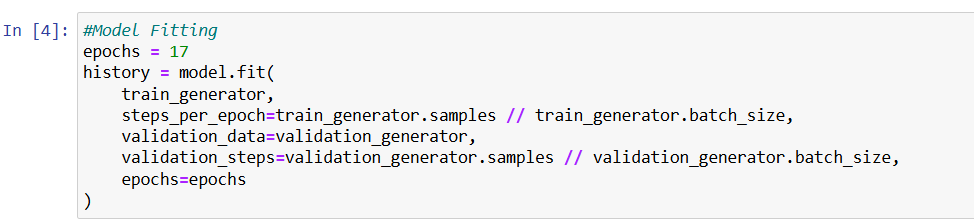 In [4]: #Model Fitting
epochs = 17
history = model.fit(
    train_generator,
    steps_per_epoch=train_generator.samples // train_generator.batch_size,
    validation_data=validation_generator,
    validation_steps=validation_generator.samples // validation_generator.batch_size,
    epochs=epochs
)